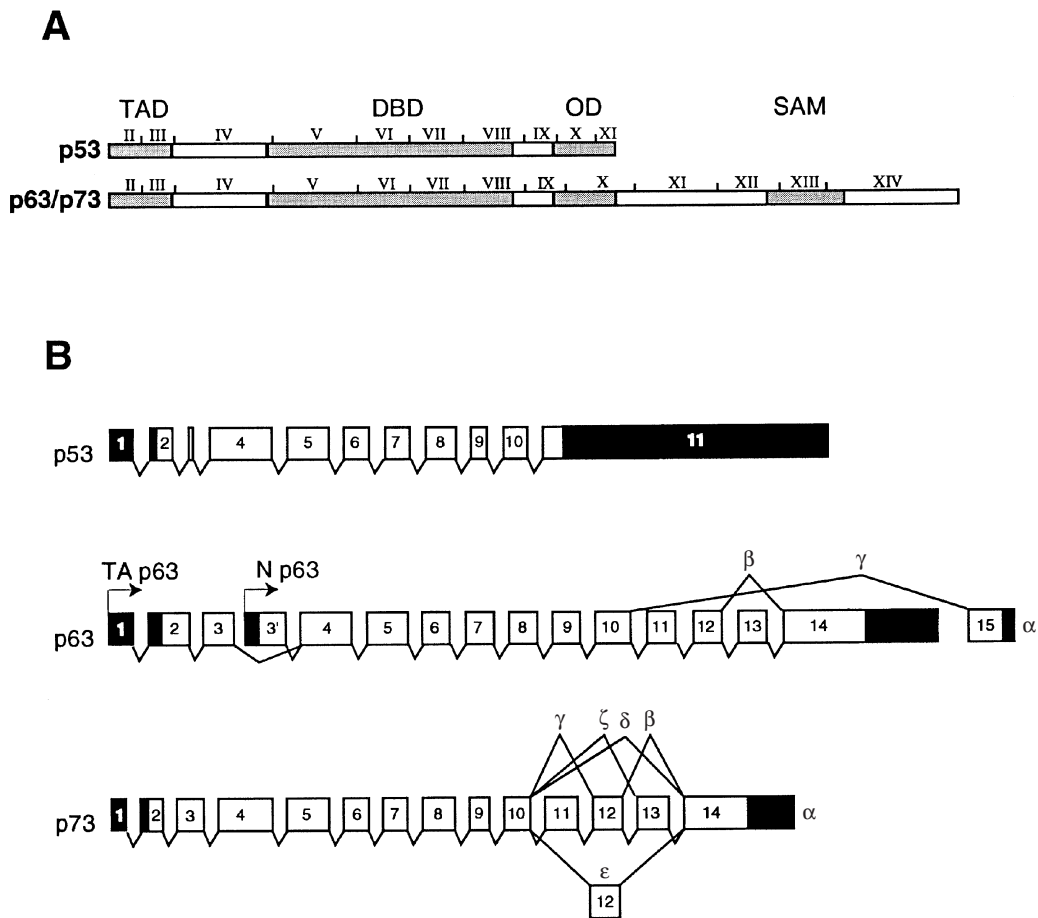 A
TAD DBD OD SAM
II III IV V VI VII VIII IX X XI
p53
II III IV V VI VII VIII IX X XI XII XIII XIV
p63/p73
B
p53 1 2 4 5 6 7 8 9 10 11
TA p63 N p63 β γ
p63 1 2 3 3' 4 5 6 7 8 9 10 11 12 13 14 15 α
γ ζ δ β
p73 1 2 3 4 5 6 7 8 9 10 11 12 13 14 α
ε
12